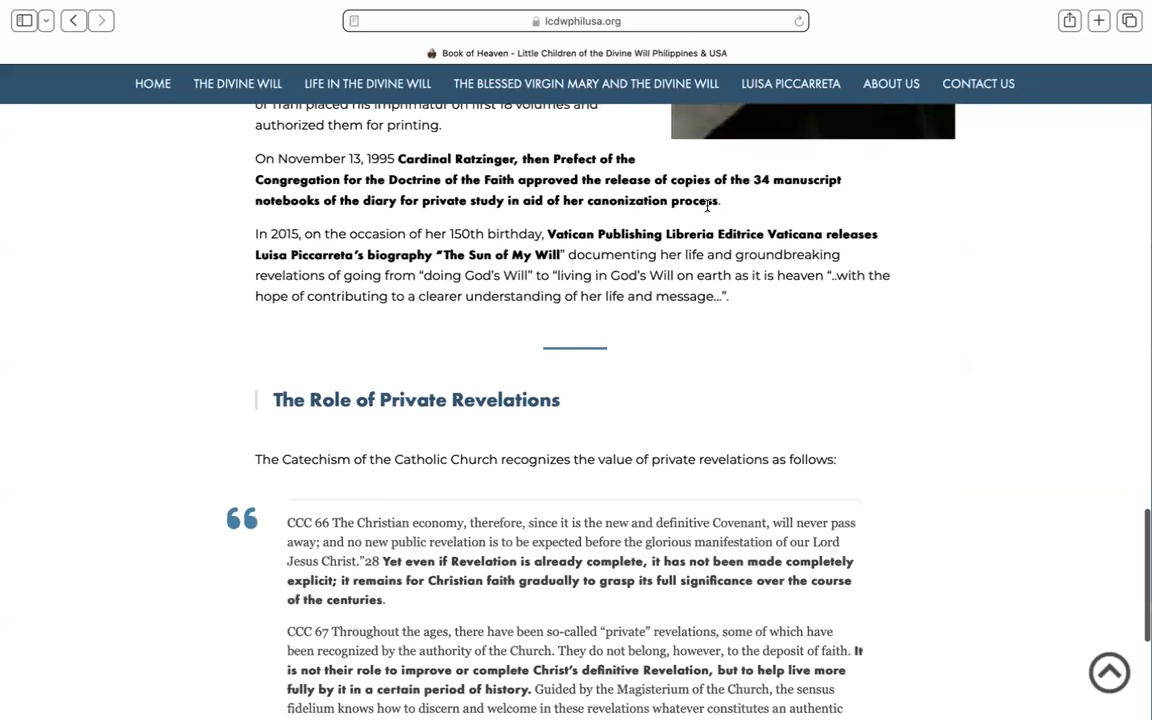 lcdwphilusa.org
Book of Heaven - Little Children of the Divine Will Philippines & USA
HOME THE DIVINE WILL LIFE IN THE DIVINE WILL THE BLESSED VIRGIN MARY AND THE DIVINE WILL LUISA PICCARRETA ABOUT US CONTACT US
of Trani placed his imprimatur on first 18 volumes and
authorized them for printing.
On November 13, 1995 Cardinal Ratzinger, then Prefect of the
Congregation for the Doctrine of the Faith approved the release of copies of the 34 manuscript
notebooks of the diary for private study in aid of her canonization process.
In 2015, on the occasion of her 150th birthday, Vatican Publishing Libreria Editrice Vaticana releases
Luisa Piccarreta’s biography “The Sun of My Will” documenting her life and groundbreaking
revelations of going from “doing God’s Will” to “living in God’s Will on earth as it is heaven “..with the
hope of contributing to a clearer understanding of her life and message...”.
The Role of Private Revelations
The Catechism of the Catholic Church recognizes the value of private revelations as follows:
CCC 66 The Christian economy, therefore, since it is the new and definitive Covenant, will never pass
away; and no new public revelation is to be expected before the glorious manifestation of our Lord
Jesus Christ.”28 Yet even if Revelation is already complete, it has not been made completely
explicit; it remains for Christian faith gradually to grasp its full significance over the course
of the centuries.
CCC 67 Throughout the ages, there have been so-called “private” revelations, some of which have
been recognized by the authority of the Church. They do not belong, however, to the deposit of faith. It
is not their role to improve or complete Christ’s definitive Revelation, but to help live more
fully by it in a certain period of history. Guided by the Magisterium of the Church, the sensus
fidelium knows how to discern and welcome in these revelations whatever constitutes an authentic